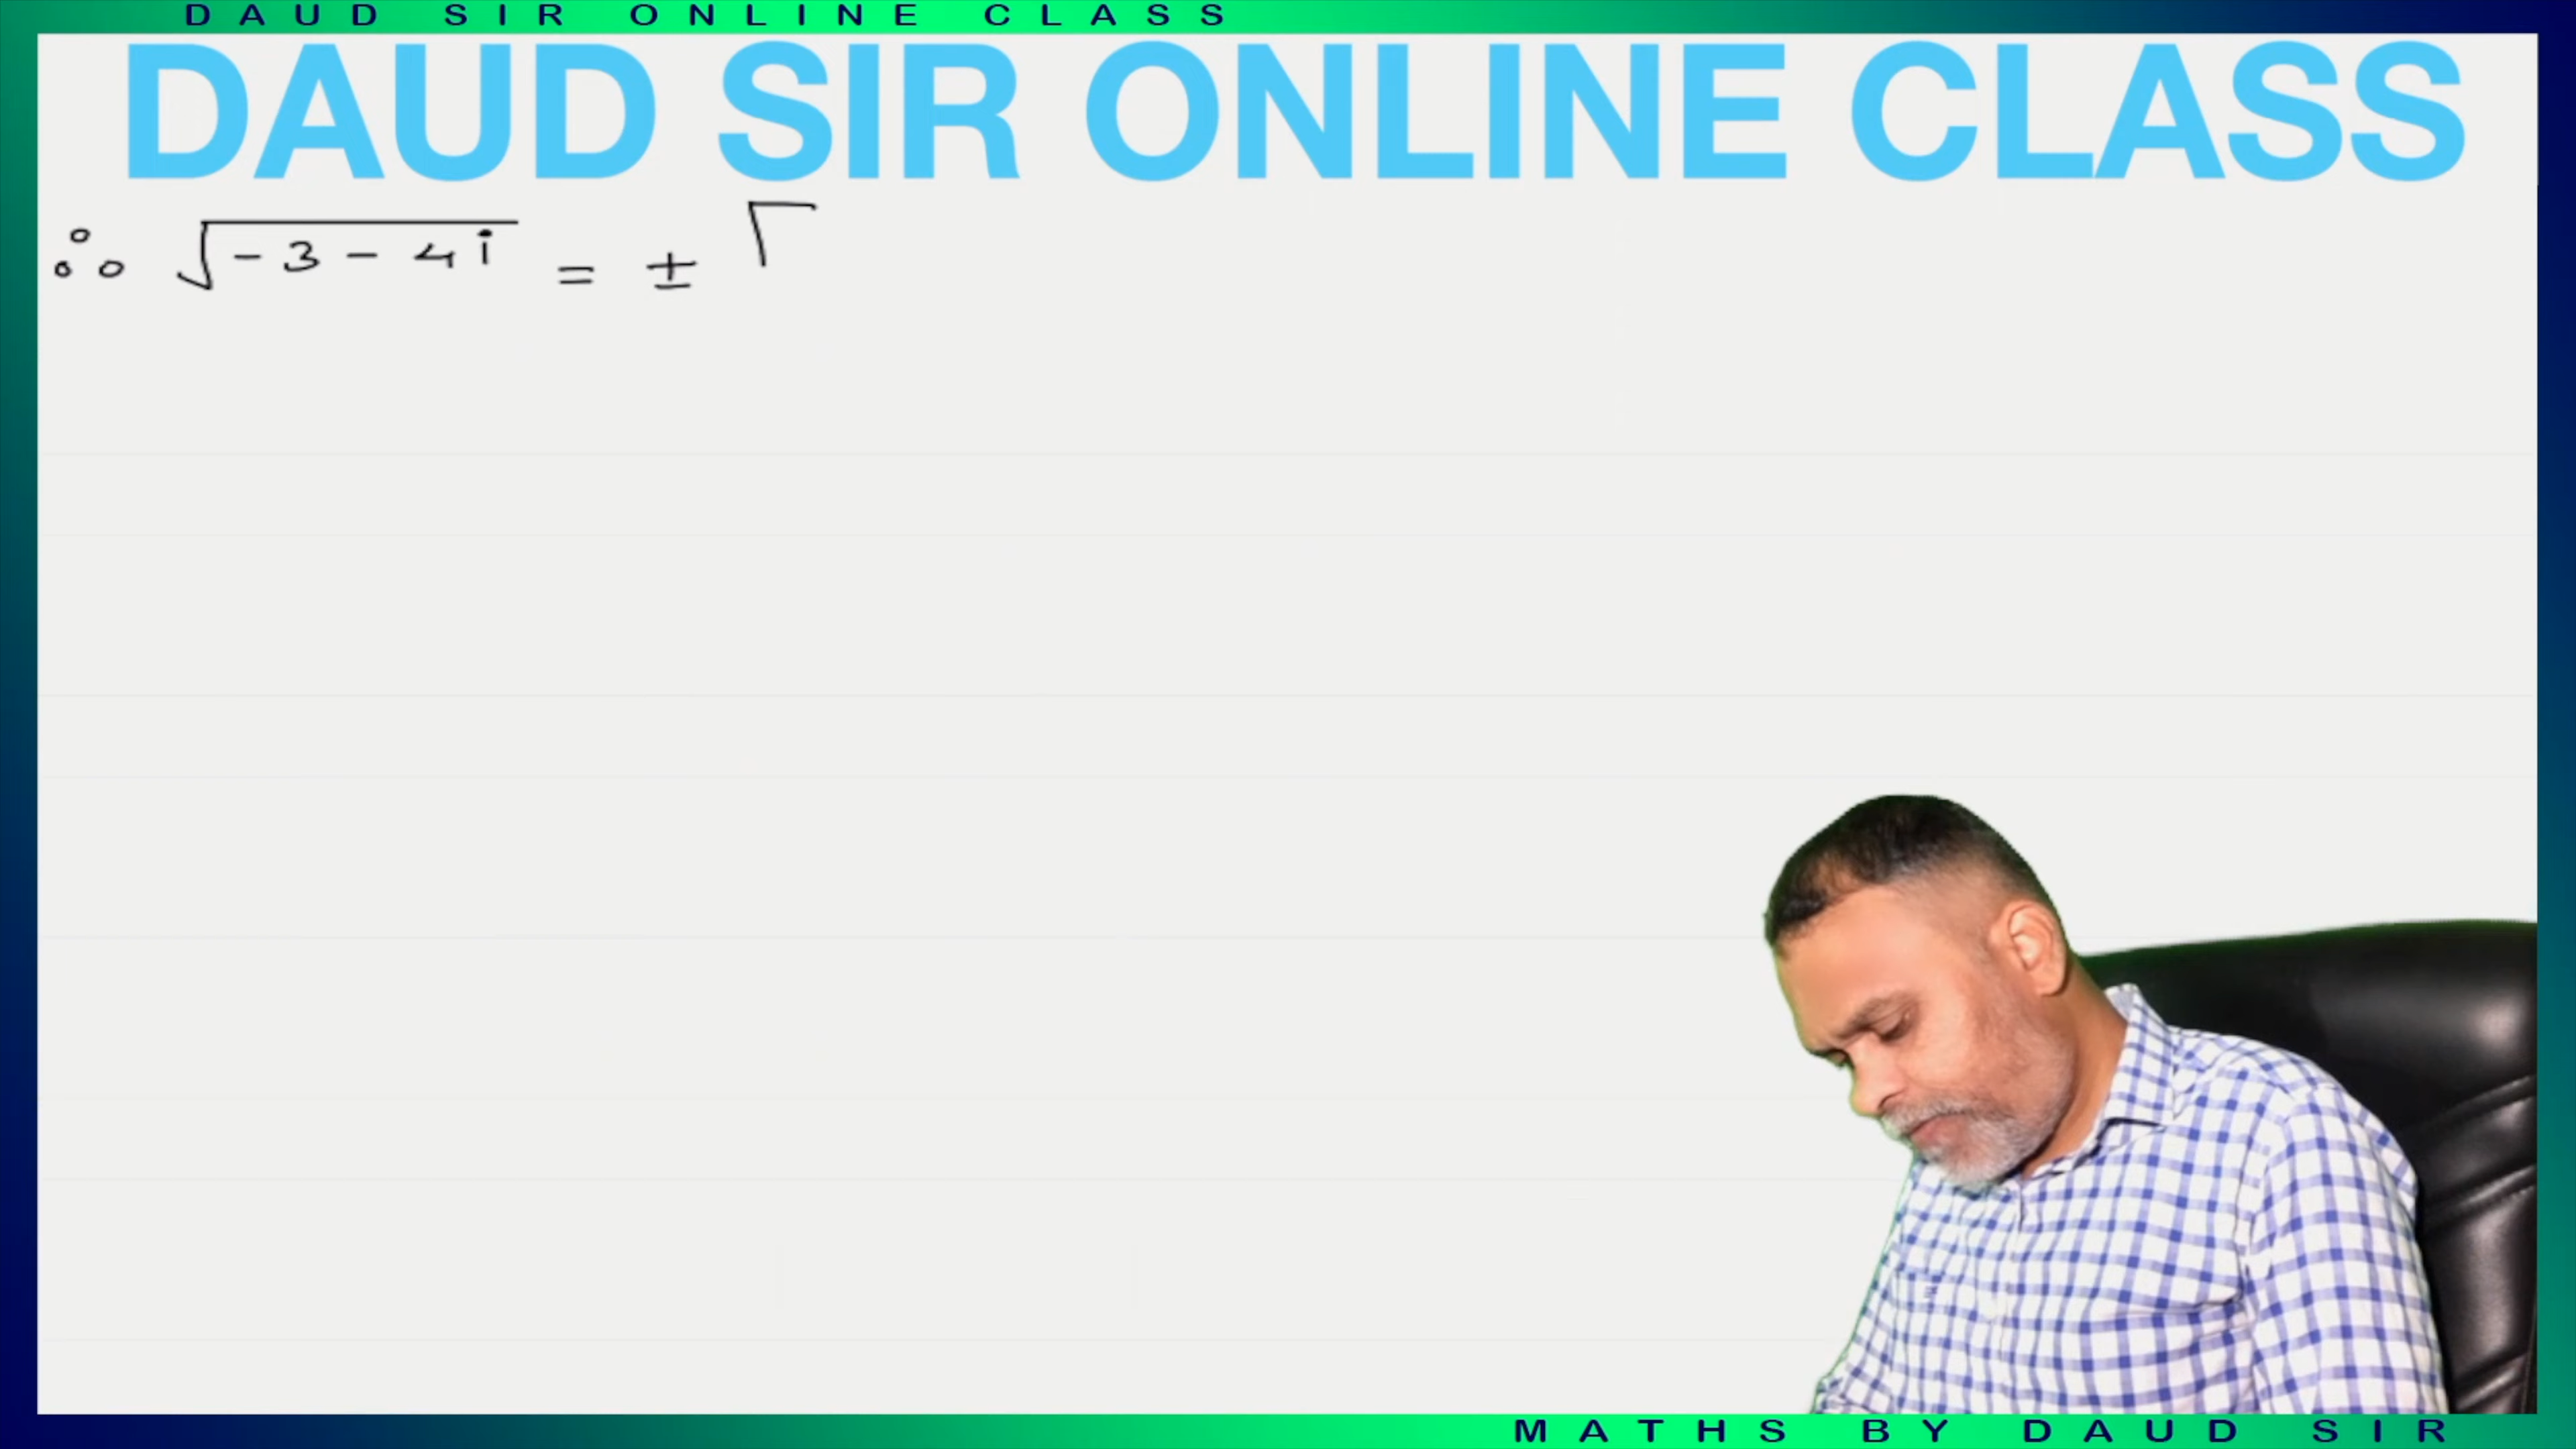 DAUD SIR ONLINE CLASS
DAUD SIR ONLINE CLASS
∴ √(-3 - 4i) = ± [
MATHS BY DAUD SIR